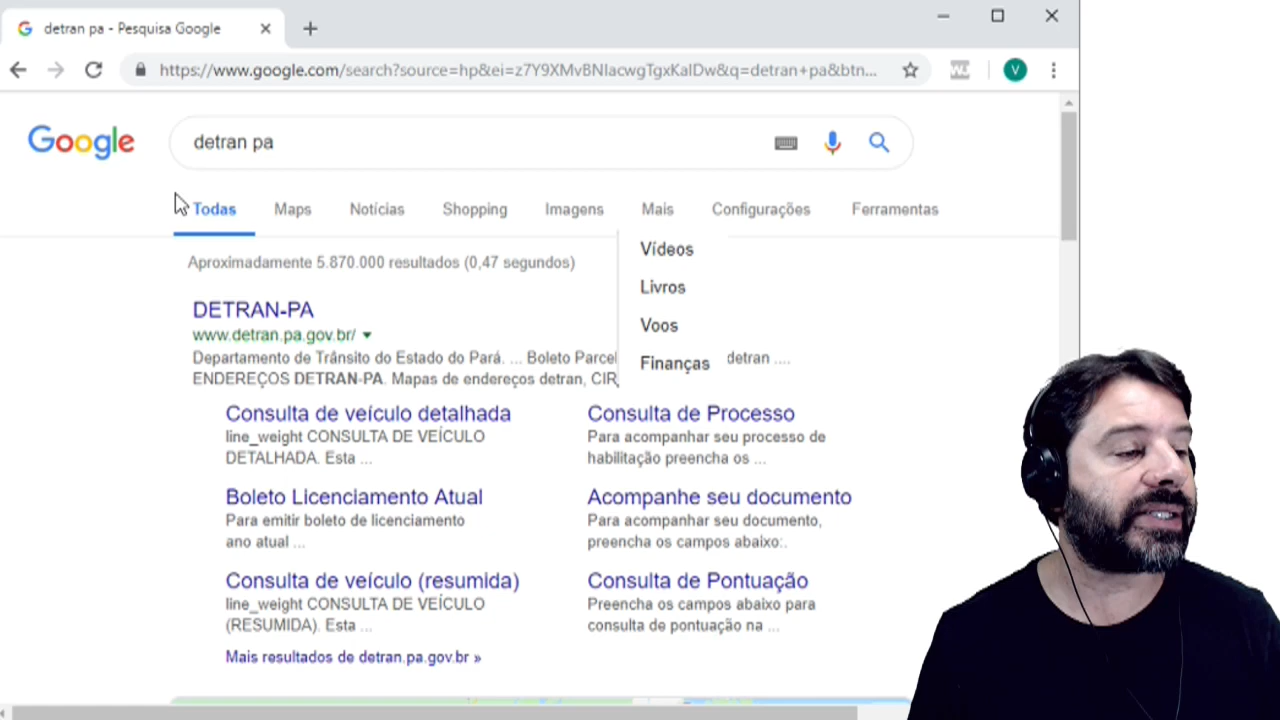 detran pa - Pesquisa Google
https://www.google.com/search?source=hp&ei=z7Y9XMvBNIacwgTgxKalDw&q=detran+pa&btn...
V
Google
detran pa
Todas Maps Notícias Shopping Imagens Mais Configurações Ferramentas
Vídeos
Livros
Voos
Finanças
Aproximadamente 5.870.000 resultados (0,47 segundos)
DETRAN-PA
www.detran.pa.gov.br/
Departamento de Trânsito do Estado do Pará. ... Boleto Parcel detran ....
ENDEREÇOS DETRAN-PA. Mapas de endereços detran, CIR
Consulta de veículo detalhada
line_weight CONSULTA DE VEÍCULO
DETALHADA. Esta ...
Consulta de Processo
Para acompanhar seu processo de
habilitação preencha os ...
Boleto Licenciamento Atual
Para emitir boleto de licenciamento
ano atual ...
Acompanhe seu documento
Para acompanhar seu documento,
preencha os campos abaixo:.
Consulta de veículo (resumida)
line_weight CONSULTA DE VEÍCULO
(RESUMIDA). Esta ...
Consulta de Pontuação
Preencha os campos abaixo para
consulta de pontuação na ...
Mais resultados de detran.pa.gov.br »